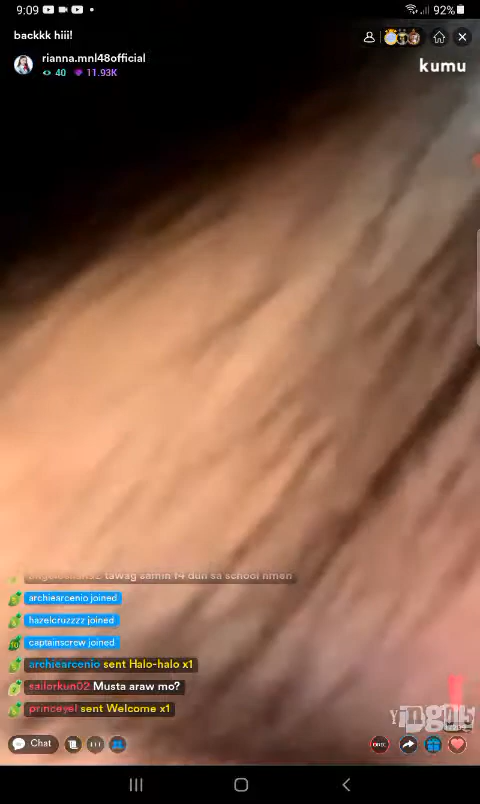 9:09
92%
backkk hiii!
rianna.mnl48official
40 11.93K
kumu
tawag samin 14 dun sa school nmen
archiearcenio joined
hazelcruzzzz joined
captainscrew joined
archiearcenio sent Halo-halo x1
sailorkun02 Musta araw mo?
princeyel sent Welcome x1
Chat